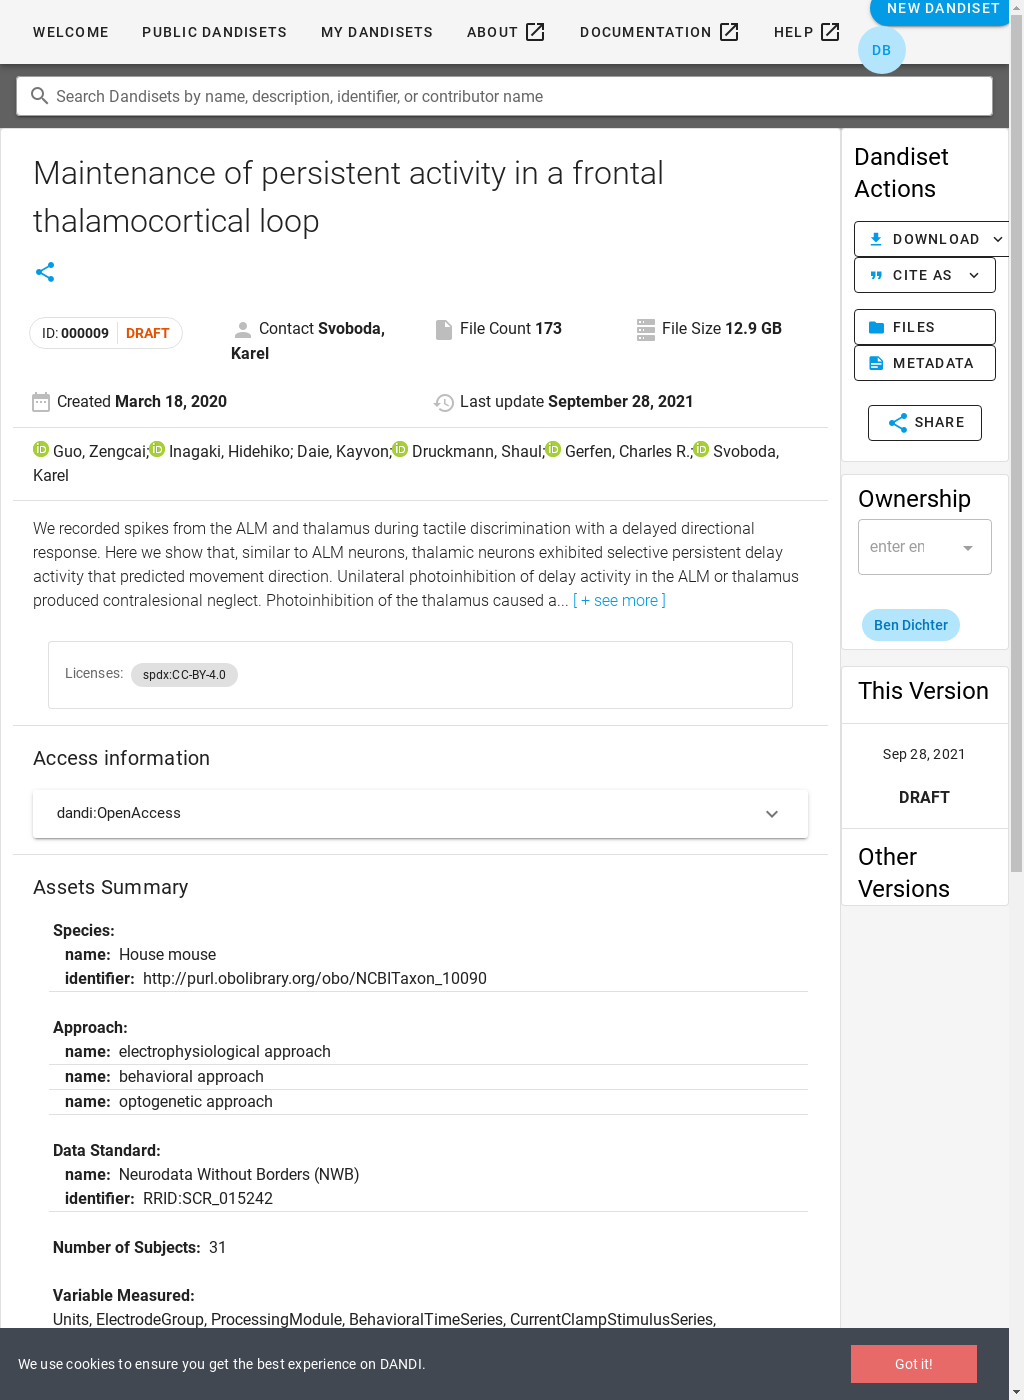 WELCOME PUBLIC DANDISETS MY DANDISETS ABOUT DOCUMENTATION HELP NEW DANDISET
DB
Search Dandisets by name, description, identifier, or contributor name
Maintenance of persistent activity in a frontal
thalamocortical loop
ID: 000009 DRAFT
Contact Svoboda,
Karel
File Count 173
File Size 12.9 GB
Created March 18, 2020
Last update September 28, 2021
iD Guo, Zengcai; iD Inagaki, Hidehiko; Daie, Kayvon; iD Druckmann, Shaul; iD Gerfen, Charles R.; iD Svoboda,
Karel
We recorded spikes from the ALM and thalamus during tactile discrimination with a delayed directional
response. Here we show that, similar to ALM neurons, thalamic neurons exhibited selective persistent delay
activity that predicted movement direction. Unilateral photoinhibition of delay activity in the ALM or thalamus
produced contralesional neglect. Photoinhibition of the thalamus caused a... [ + see more ]
Licenses: spdx:CC-BY-4.0
Access information
dandi:OpenAccess
Assets Summary
Species:
name: House mouse
identifier: http://purl.obolibrary.org/obo/NCBITaxon_10090
Approach:
name: electrophysiological approach
name: behavioral approach
name: optogenetic approach
Data Standard:
name: Neurodata Without Borders (NWB)
identifier: RRID:SCR_015242
Number of Subjects: 31
Variable Measured:
Units, ElectrodeGroup, ProcessingModule, BehavioralTimeSeries, CurrentClampStimulusSeries,
Dandiset
Actions
DOWNLOAD
CITE AS
FILES
METADATA
SHARE
Ownership
enter en
Ben Dichter
This Version
Sep 28, 2021
DRAFT
Other
Versions
We use cookies to ensure you get the best experience on DANDI.
Got it!